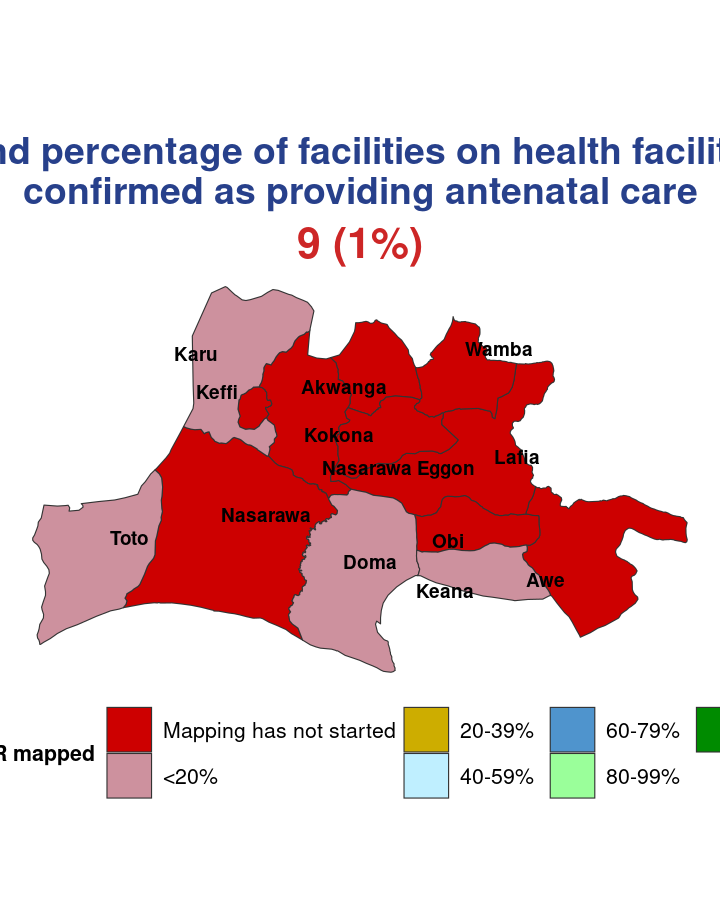 percentage of facilities on health
confirmed as providing antenatal care
9 (1%)
Wamba
Karu
Akwanga
Keffi
Kokona
Lafia
Nasarawa Eggon
Nasarawa
Toto
Obi
Doma
Awe
Keana
Mapping has not started
20-39%
60-79%
mapped
<20%
40-59%
80-99%